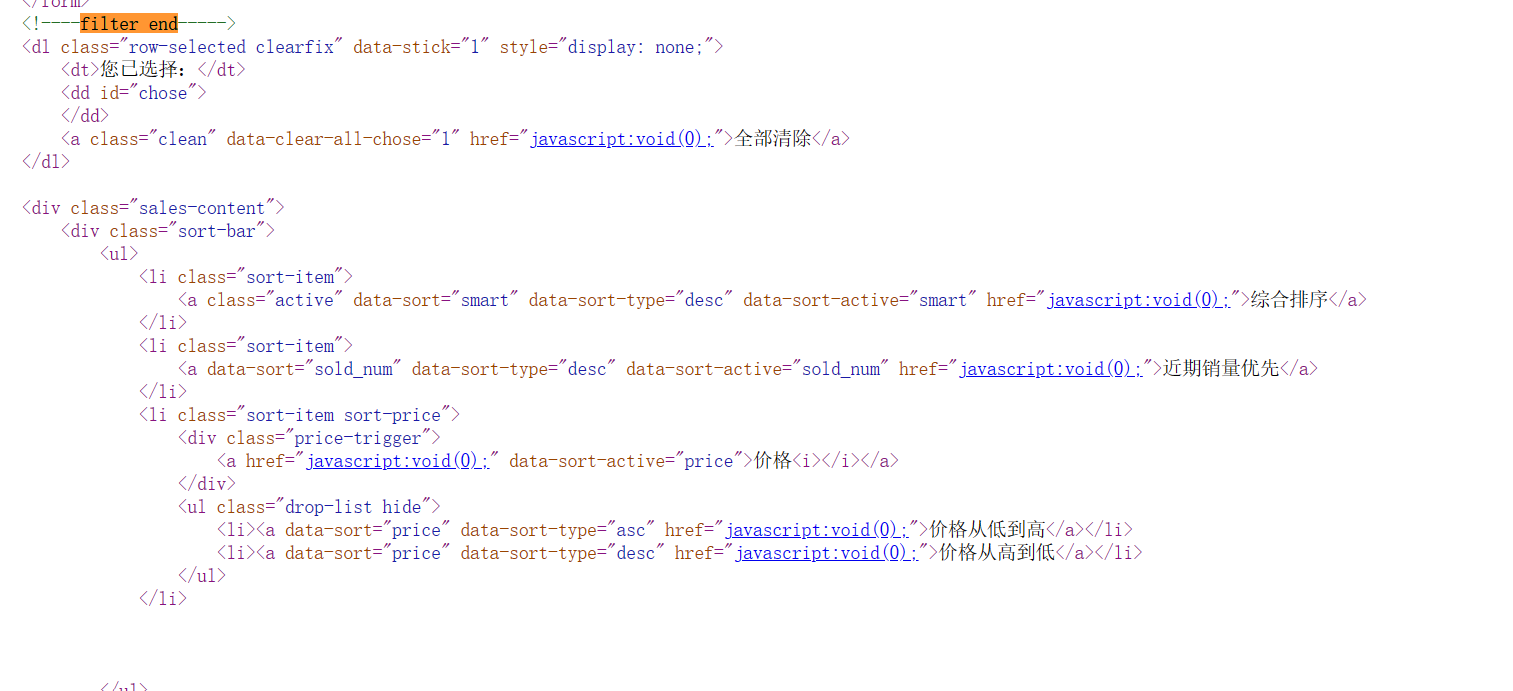 </form>
<!----filter end----->
<dl class="row-selected clearfix" data-stick="1" style="display: none;">
<dt>您已选择：</dt>
<dd id="chose">
</dd>
<a class="clean" data-clear-all-chose="1" href="javascript:void(0);">全部清除</a>
</dl>
<div class="sales-content">
<div class="sort-bar">
<ul>
<li class="sort-item">
<a class="active" data-sort="smart" data-sort-type="desc" data-sort-active="smart" href="javascript:void(0);">综合排序</a>
</li>
<li class="sort-item">
<a data-sort="sold_num" data-sort-type="desc" data-sort-active="sold_num" href="javascript:void(0);">近期销量优先</a>
</li>
<li class="sort-item sort-price">
<div class="price-trigger">
<a href="javascript:void(0);" data-sort-active="price">价格<i></i></a>
</div>
<ul class="drop-list hide">
<li><a data-sort="price" data-sort-type="asc" href="javascript:void(0);">价格从低到高</a></li>
<li><a data-sort="price" data-sort-type="desc" href="javascript:void(0);">价格从高到低</a></li>
</ul>
</li>
</ul>